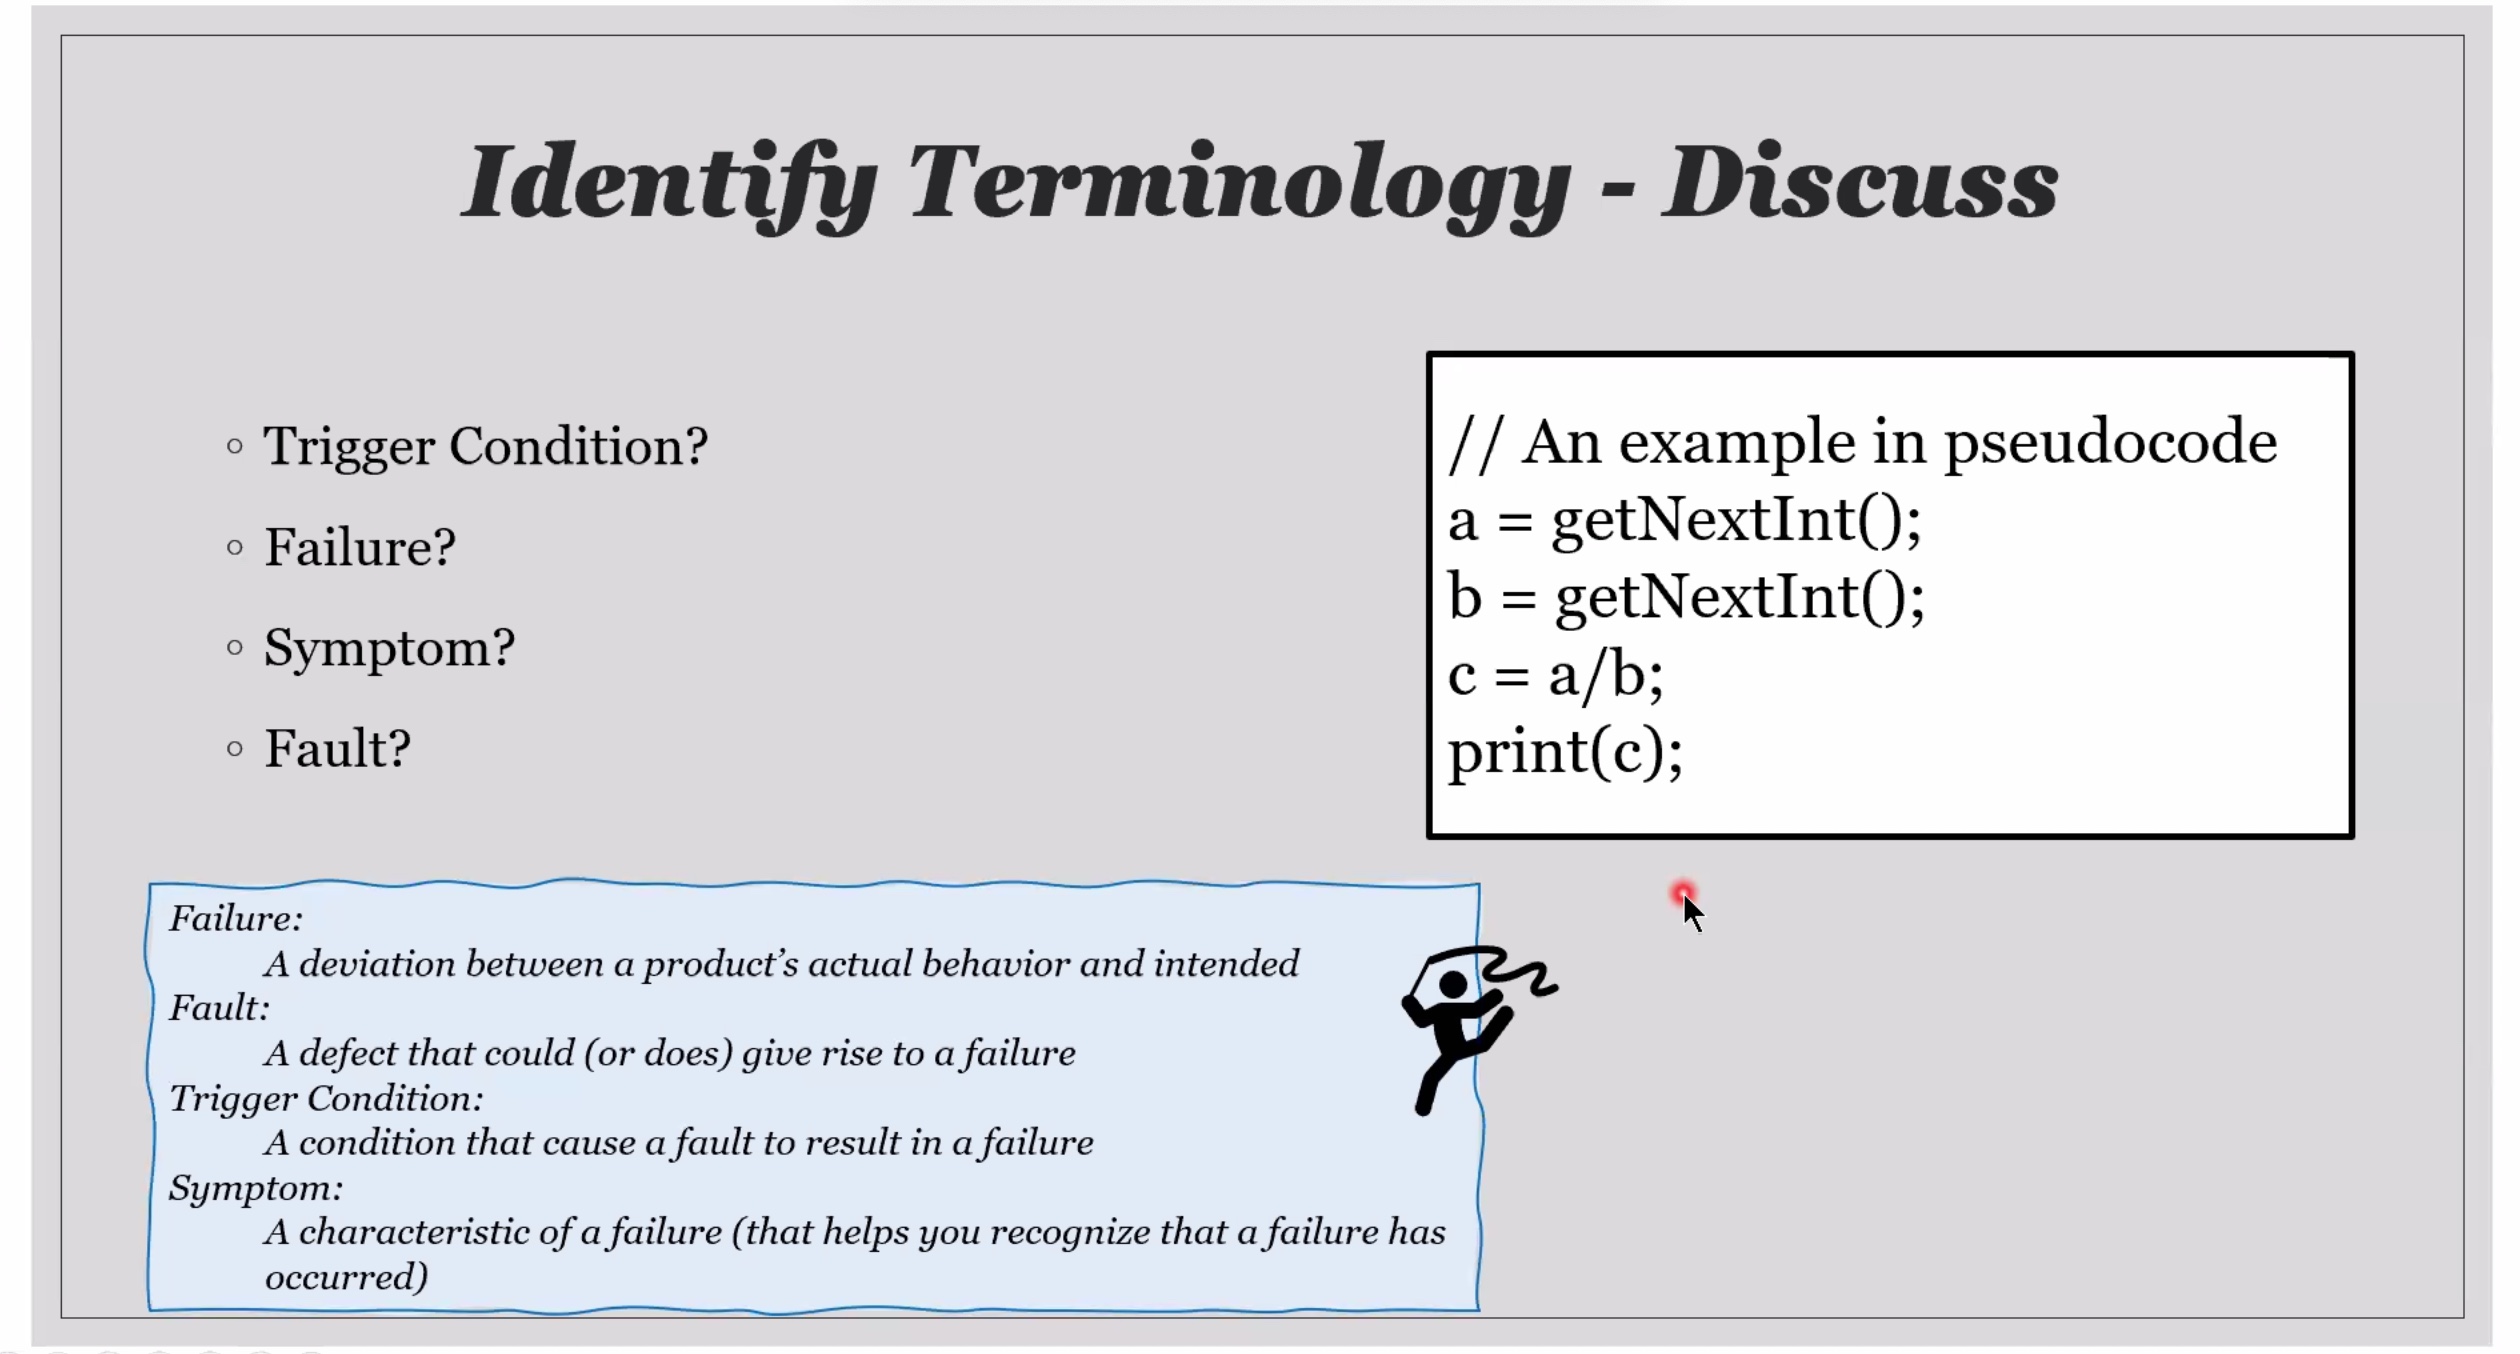 Identify Terminology - Discuss
◦ Trigger Condition?
◦ Failure?
◦ Symptom?
◦ Fault?
// An example in pseudocode
a = getNextInt();
b = getNextInt();
c = a/b;
print(c);
Failure:
A deviation between a product’s actual behavior and intended
Fault:
A defect that could (or does) give rise to a failure
Trigger Condition:
A condition that cause a fault to result in a failure
Symptom:
A characteristic of a failure (that helps you recognize that a failure has
occurred)